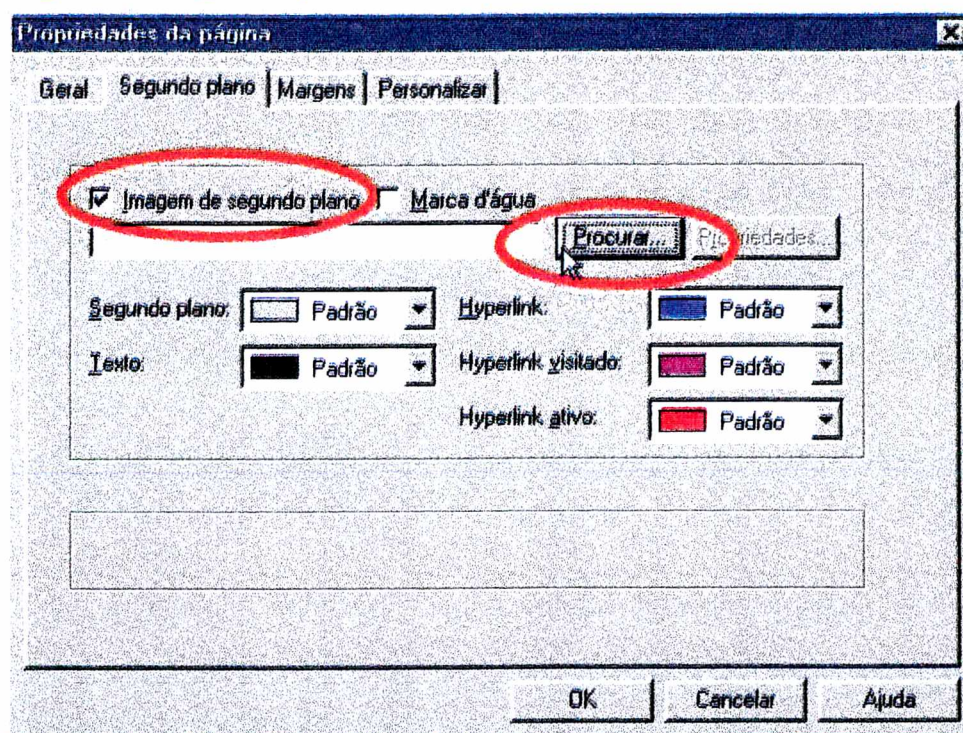 Propriedades da página
Geral Segundo plano Margens Personalizar
Imagem de segundo plano Marca d'água
Procurar... Propriedades...
Segundo plano: Padrão Hyperlink: Padrão
Texto: Padrão Hyperlink visitado: Padrão
Hyperlink ativo: Padrão
OK Cancelar Ajuda